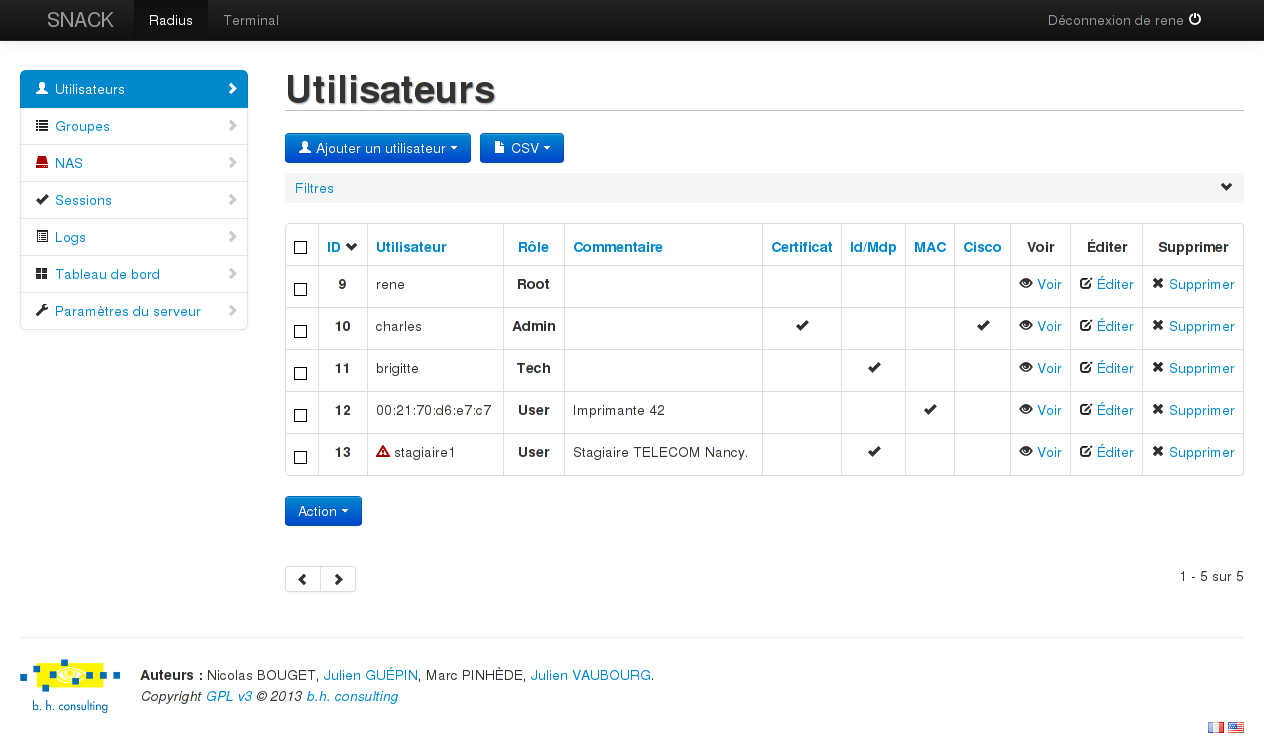 SNACK Radius Terminal Déconnexion de rene
Utilisateurs
Groupes
NAS
Sessions
Logs
Tableau de bord
Paramètres du serveur
Utilisateurs
Ajouter un utilisateur CSV
Filtres
ID Utilisateur Rôle Commentaire Certificat Id/Mdp MAC Cisco Voir Éditer Supprimer
9 rene Root Voir Éditer Supprimer
10 charles Admin Voir Éditer Supprimer
11 brigitte Tech Voir Éditer Supprimer
12 00:21:70:d6:e7:c7 User Imprimante 42 Voir Éditer Supprimer
13 stagiaire1 User Stagiaire TELECOM Nancy. Voir Éditer Supprimer
Action
1 - 5 sur 5
b. h. consulting
Auteurs : Nicolas BOUGET, Julien GUÉPIN, Marc PINHÈDE, Julien VAUBOURG.
Copyright GPL v3 © 2013 b.h. consulting